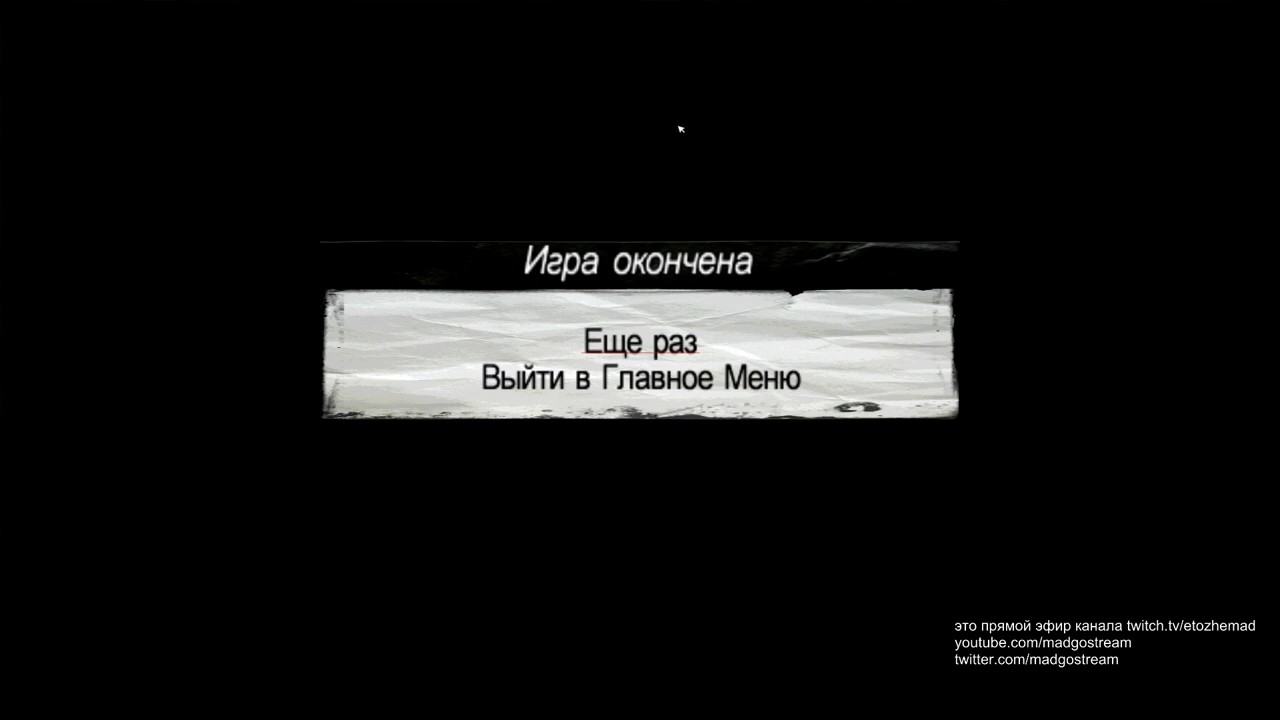 Игра окончена
Еще раз
Выйти в Главное Меню
это прямой эфир канала twitch.tv/etozhemad
youtube.com/madgostream
twitter.com/madgostream